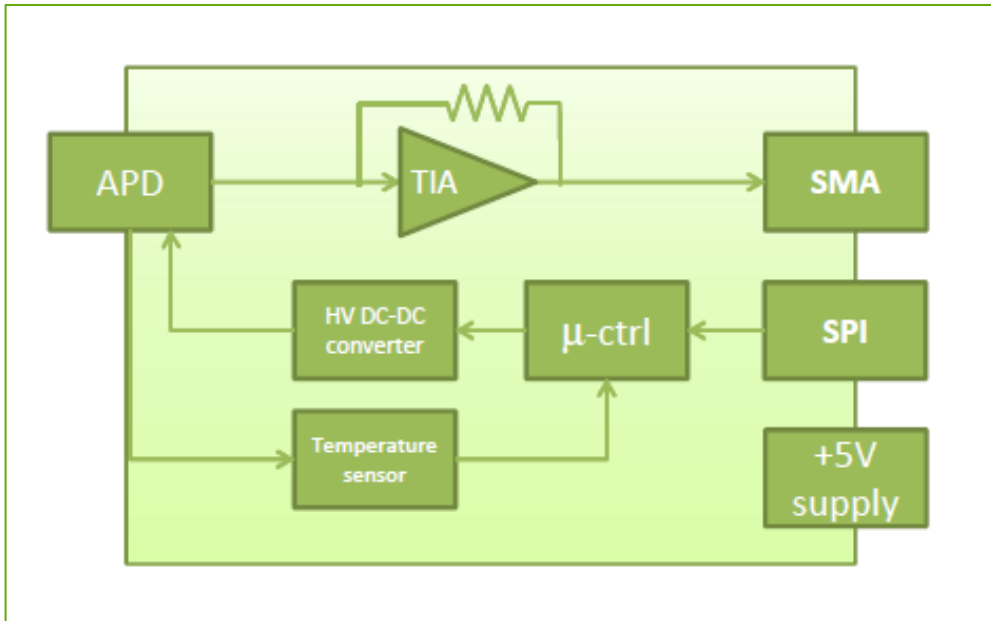 APD
TIA
SMA
HV DC-DC
converter
μ-ctrl
SPI
Temperature
sensor
+5V
supply